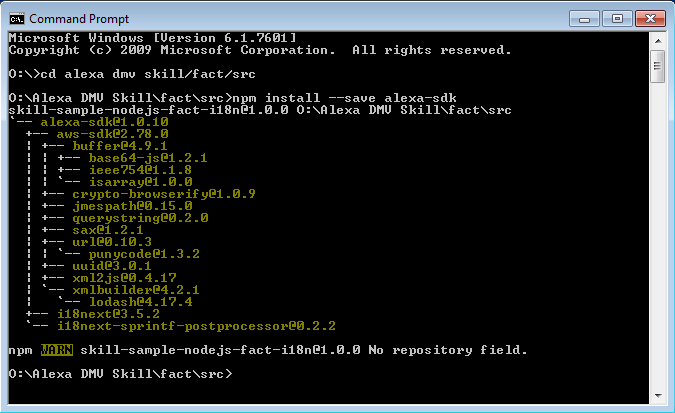 Command Prompt
Microsoft Windows [Version 6.1.7601]
Copyright (c) 2009 Microsoft Corporation.  All rights reserved.
O:\>cd alexa dmv skill/fact/src
O:\Alexa DMV Skill\fact\src>npm install --save alexa-sdk
skill-sample-nodejs-fact-i18n@1.0.0 O:\Alexa DMV Skill\fact\src
`-- alexa-sdk@1.0.10
  +-- aws-sdk@2.78.0
  | +-- buffer@4.9.1
  | | +-- base64-js@1.2.1
  | | +-- ieee754@1.1.8
  | | `-- isarray@1.0.0
  | +-- crypto-browserify@1.0.9
  | +-- jmespath@0.15.0
  | +-- querystring@0.2.0
  | +-- sax@1.2.1
  | +-- url@0.10.3
  | | `-- punycode@1.3.2
  | +-- uuid@3.0.1
  | +-- xml2js@0.4.17
  | `-- xmlbuilder@4.2.1
  |   `-- lodash@4.17.4
  +-- i18next@3.5.2
  `-- i18next-sprintf-postprocessor@0.2.2
npm WARN skill-sample-nodejs-fact-i18n@1.0.0 No repository field.
O:\Alexa DMV Skill\fact\src>